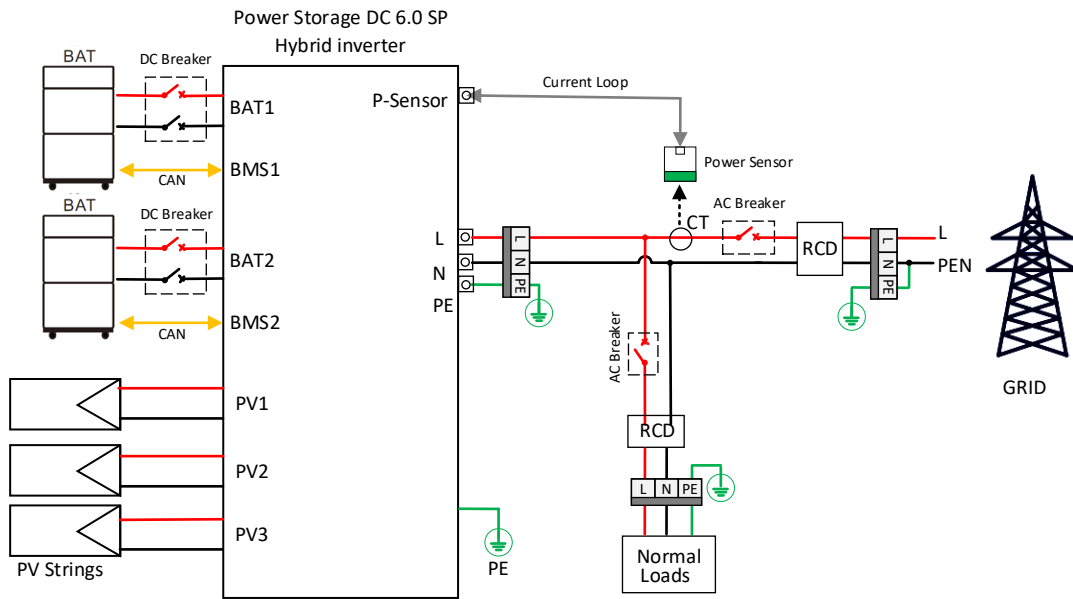 Power Storage DC 6.0 SP
Hybrid inverter
BAT
DC Breaker
BAT1
CAN
BMS1
BAT
DC Breaker
BAT2
CAN
BMS2
PV1
PV2
PV3
PV Strings
P-Sensor
Current Loop
Power Sensor
CT
AC Breaker
L
N
PE
L
N
PE
RCD
L
N
PE
L
PEN
GRID
AC Breaker
RCD
L N PE
Normal
Loads
PE